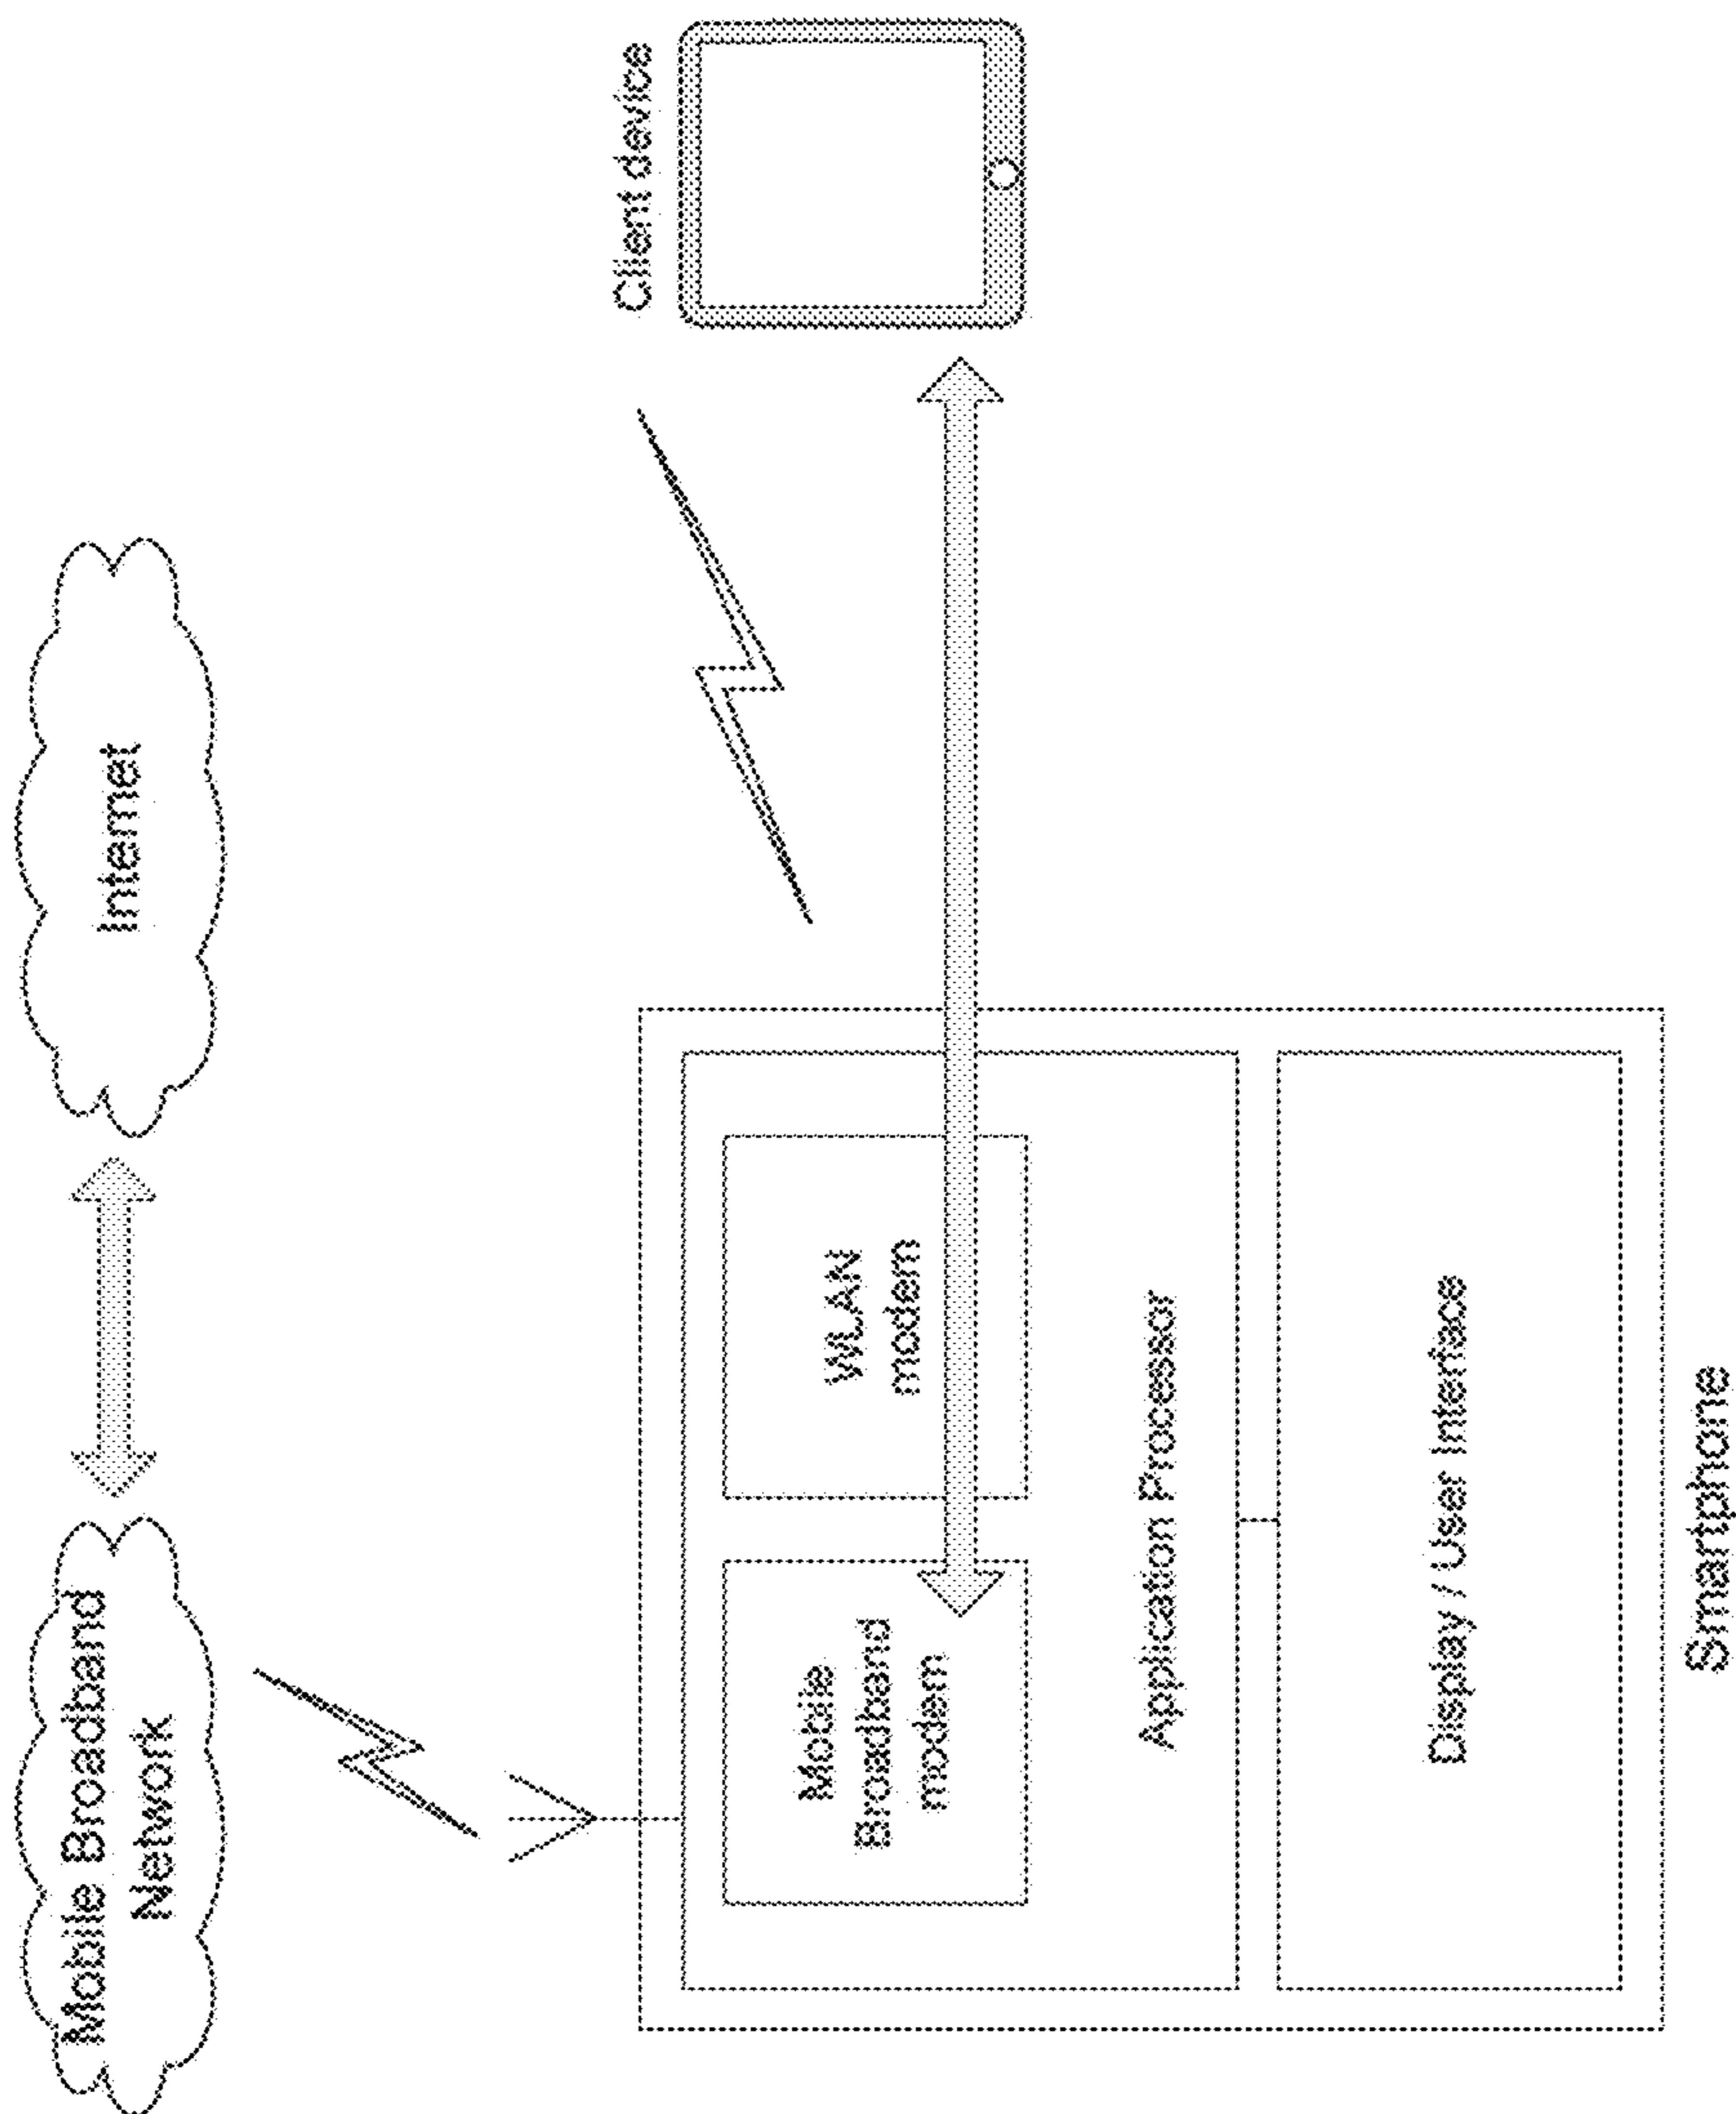 Mobile Broadband
Network
Internet
Client device
Mobile
Broadband
modem
WLAN
modem
Application Processor
Display / User Interface
Smartphone